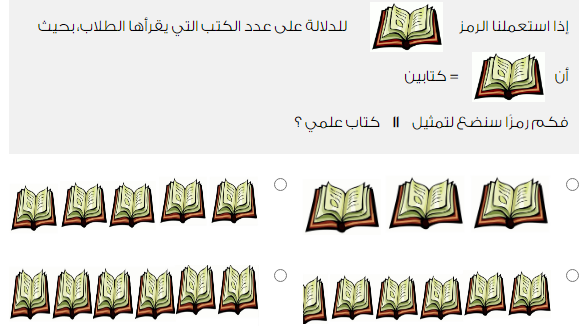 إذا استعملنا الرمز للدلالة على عدد الكتب التي يقرأها الطلاب، بحيث
أن = كتابين
فكم رمزًا سنضع لتمثيل 11 كتاب علمي ؟